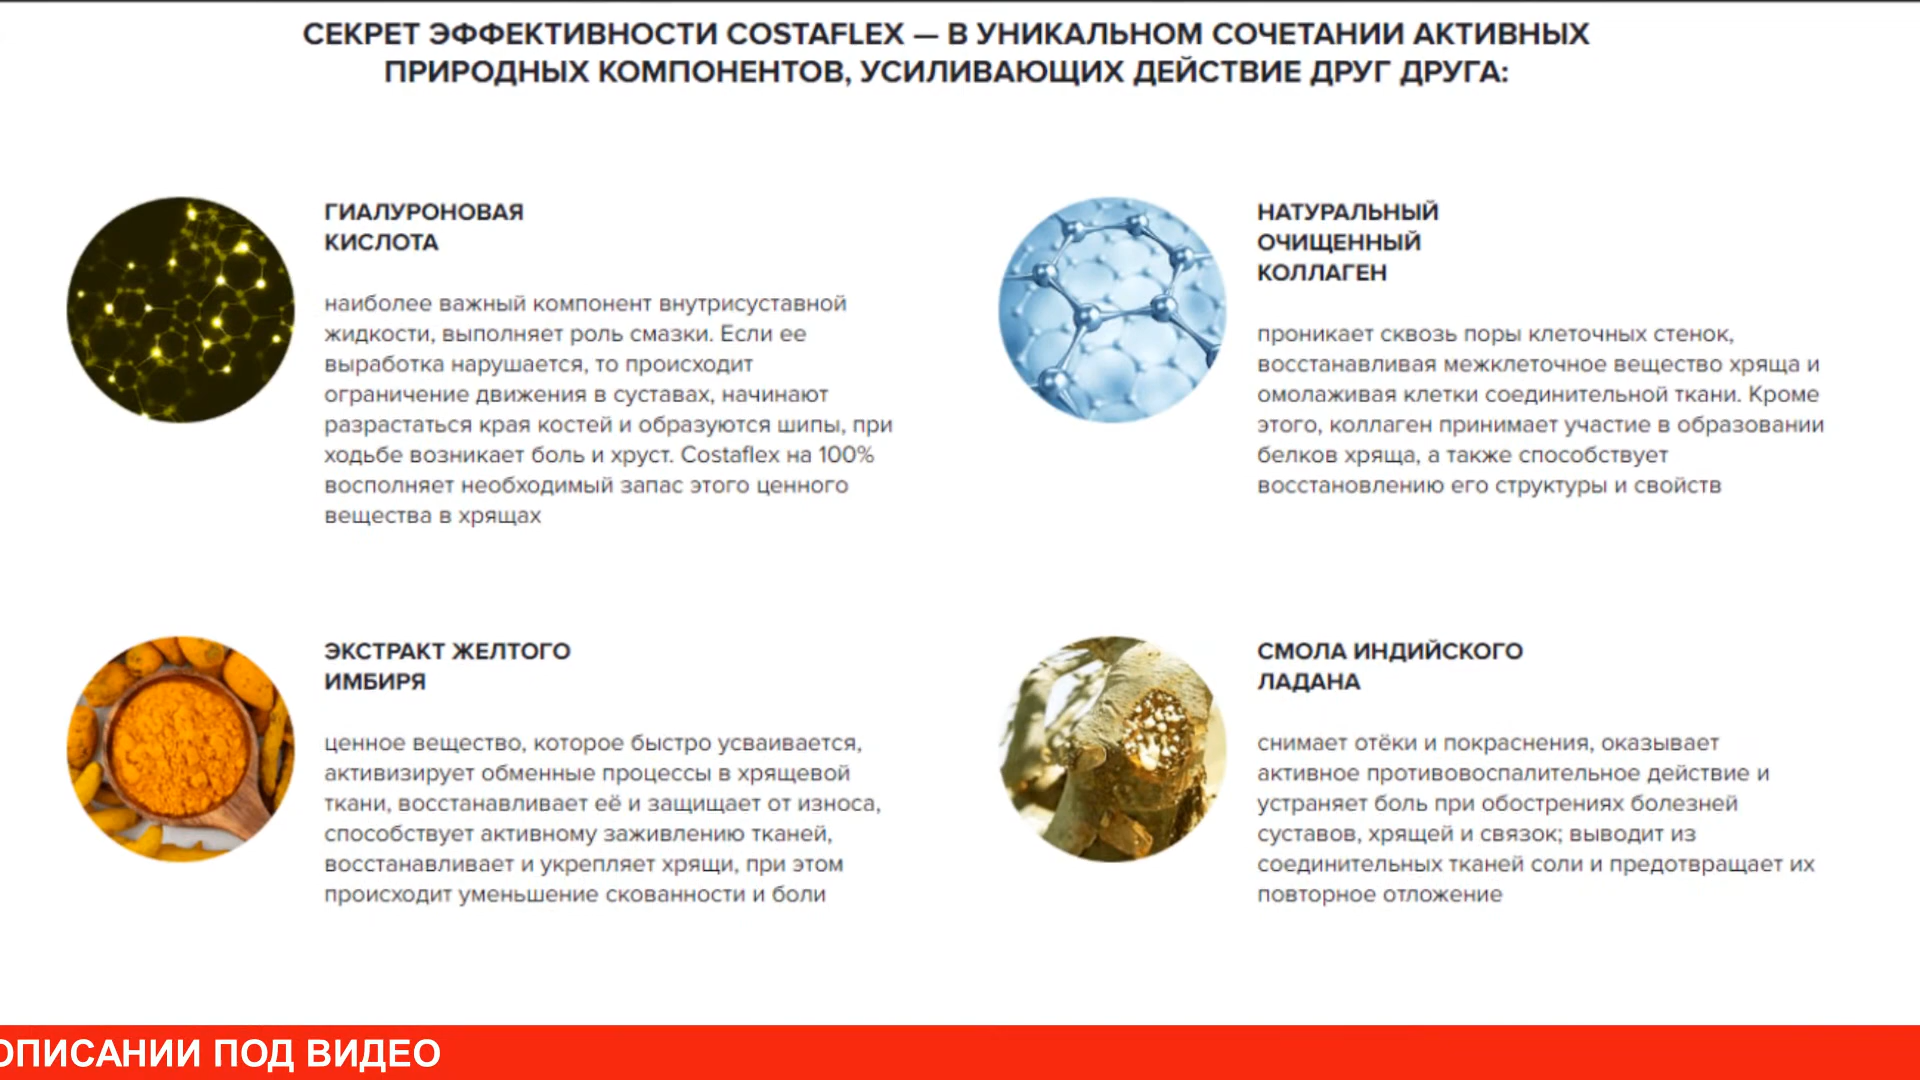 СЕКРЕТ ЭФФЕКТИВНОСТИ COSTAFLEX — В УНИКАЛЬНОМ СОЧЕТАНИИ АКТИВНЫХ
ПРИРОДНЫХ КОМПОНЕНТОВ, УСИЛИВАЮЩИХ ДЕЙСТВИЕ ДРУГ ДРУГА:
ГИАЛУРОНОВАЯ
КИСЛОТА
наиболее важный компонент внутрисуставной
жидкости, выполняет роль смазки. Если ее
выработка нарушается, то происходит
ограничение движения в суставах, начинают
разрастаться края костей и образуются шипы, при
ходьбе возникает боль и хруст. Costaflex на 100%
восполняет необходимый запас этого ценного
вещества в хрящах
НАТУРАЛЬНЫЙ
ОЧИЩЕННЫЙ
КОЛЛАГЕН
проникает сквозь поры клеточных стенок,
восстанавливая межклеточное вещество хряща и
омолаживая клетки соединительной ткани. Кроме
этого, коллаген принимает участие в образовании
белков хряща, а также способствует
восстановлению его структуры и свойств
ЭКСТРАКТ ЖЕЛТОГО
ИМБИРЯ
ценное вещество, которое быстро усваивается,
активизирует обменные процессы в хрящевой
ткани, восстанавливает её и защищает от износа,
способствует активному заживлению тканей,
восстанавливает и укрепляет хрящи, при этом
происходит уменьшение скованности и боли
СМОЛА ИНДИЙСКОГО
ЛАДАНА
снимает отёки и покраснения, оказывает
активное противовоспалительное действие и
устраняет боль при обострениях болезней
суставов, хрящей и связок; выводит из
соединительных тканей соли и предотвращает их
повторное отложение
ОПИСАНИИ ПОД ВИДЕО